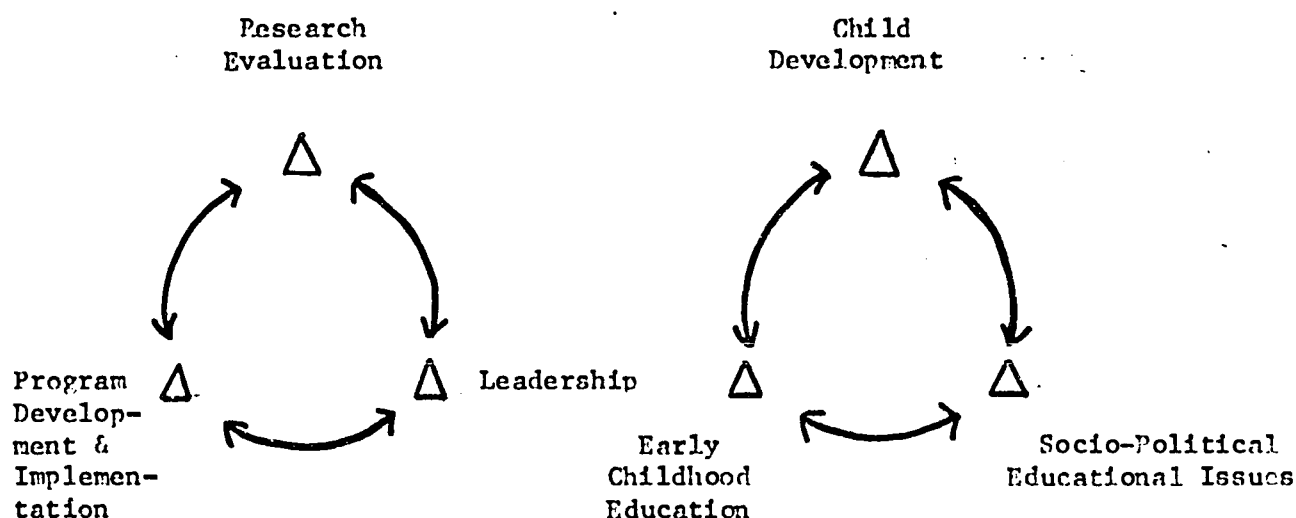 Research
Evaluation
Child
Development
Program
Develop-
ment &
Implemen-
tation
Leadership
Early
Childhood
Education
Socio-Political
Educational Issues